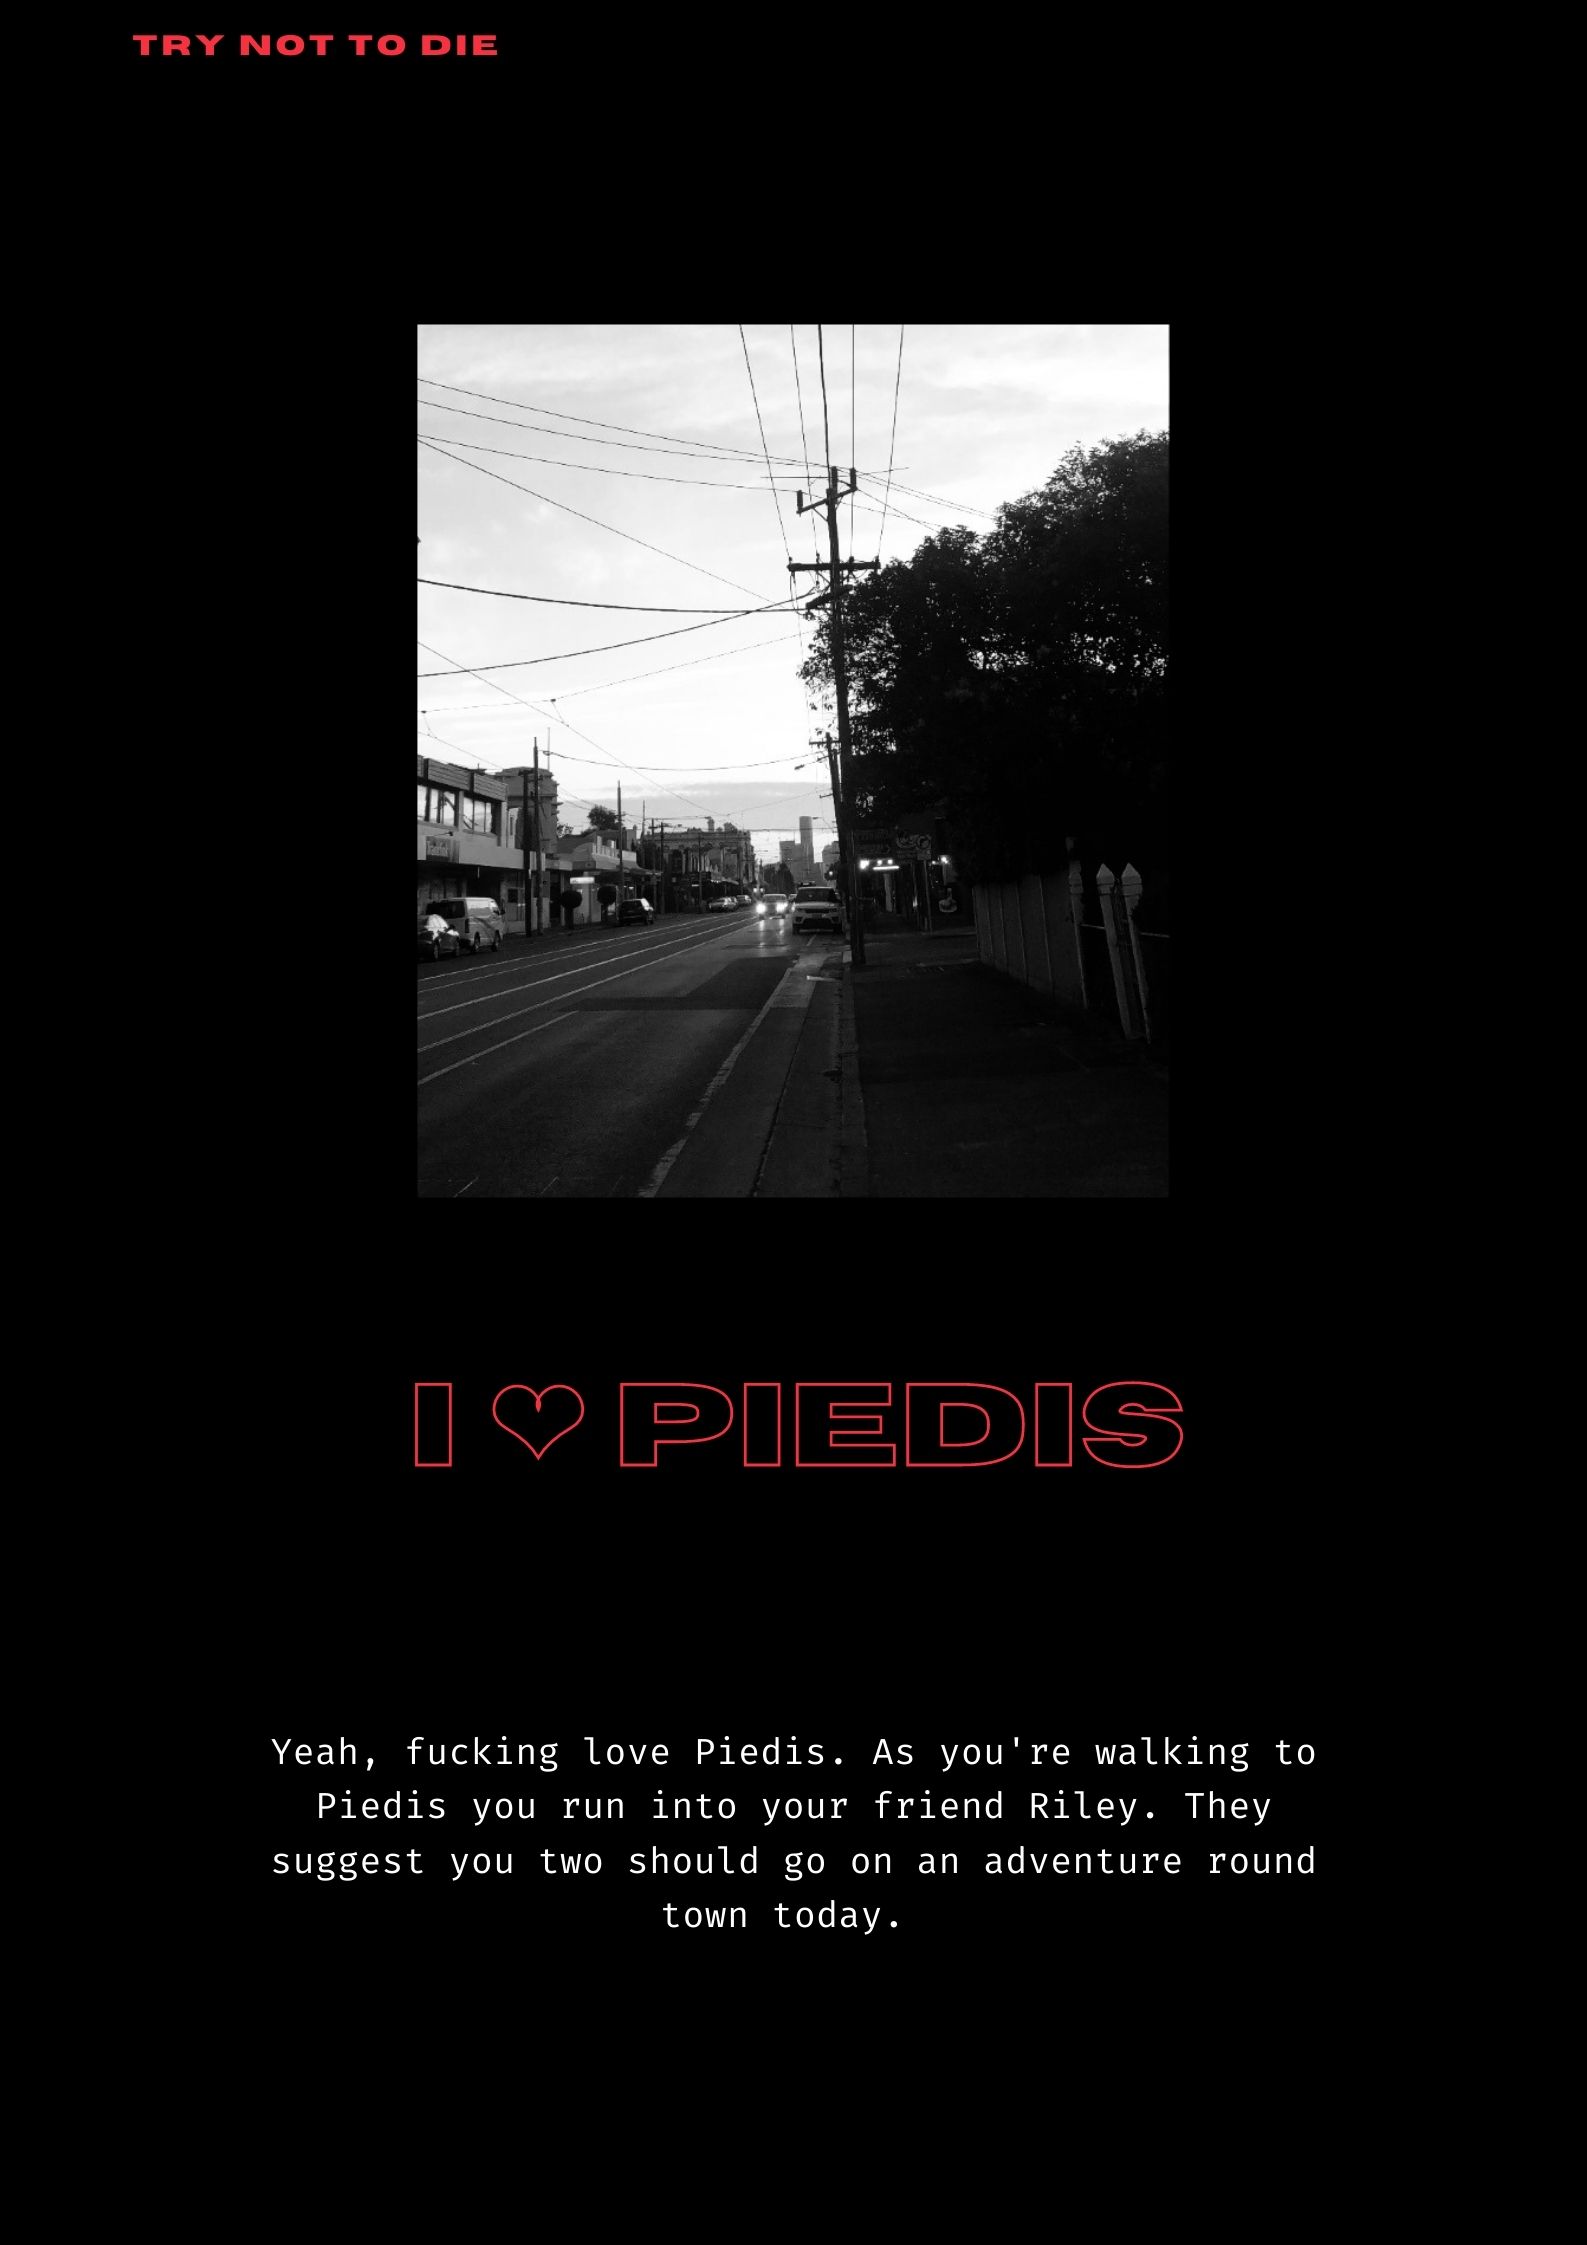 TRY NOT TO DIE
I ♥ PIEDIS
Yeah, fucking love Piedis. As you're walking to
Piedis you run into your friend Riley. They
suggest you two should go on an adventure round
town today.